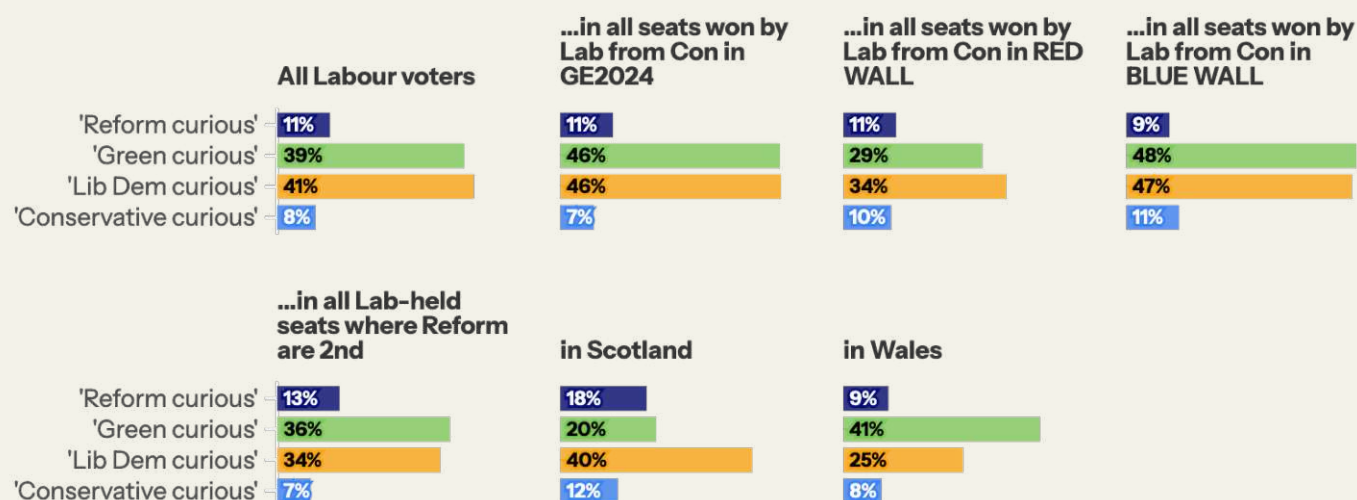 All Labour voters
...in all seats won by
Lab from Con in
GE2024
...in all seats won by
Lab from Con in RED
WALL
...in all seats won by
Lab from Con in
BLUE WALL
'Reform curious' 11% 11% 11% 9%
'Green curious' 39% 46% 29% 48%
'Lib Dem curious' 41% 46% 34% 47%
'Conservative curious' 8% 7% 10% 11%
...in all Lab-held
seats where Reform
are 2nd
in Scotland
in Wales
'Reform curious' 13% 18% 9%
'Green curious' 36% 20% 41%
'Lib Dem curious' 34% 40% 25%
'Conservative curious' 7% 12% 8%